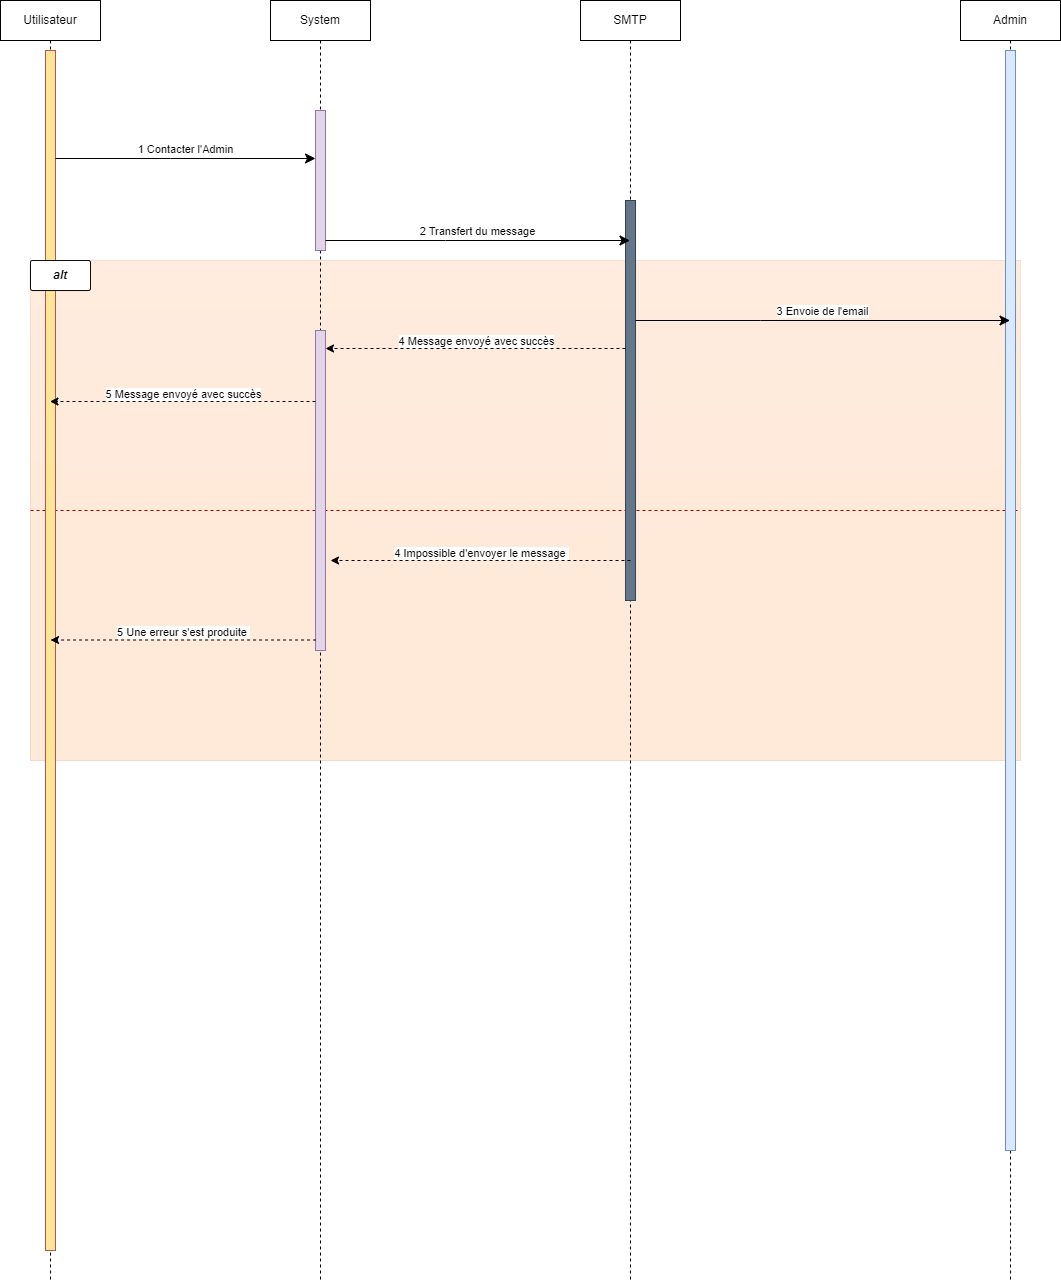 Utilisateur
System
SMTP
Admin
1 Contacter l'Admin
2 Transfert du message
alt
3 Envoie de l'email
4 Message envoyé avec succès
5 Message envoyé avec succès
4 Impossible d'envoyer le message
5 Une erreur s'est produite